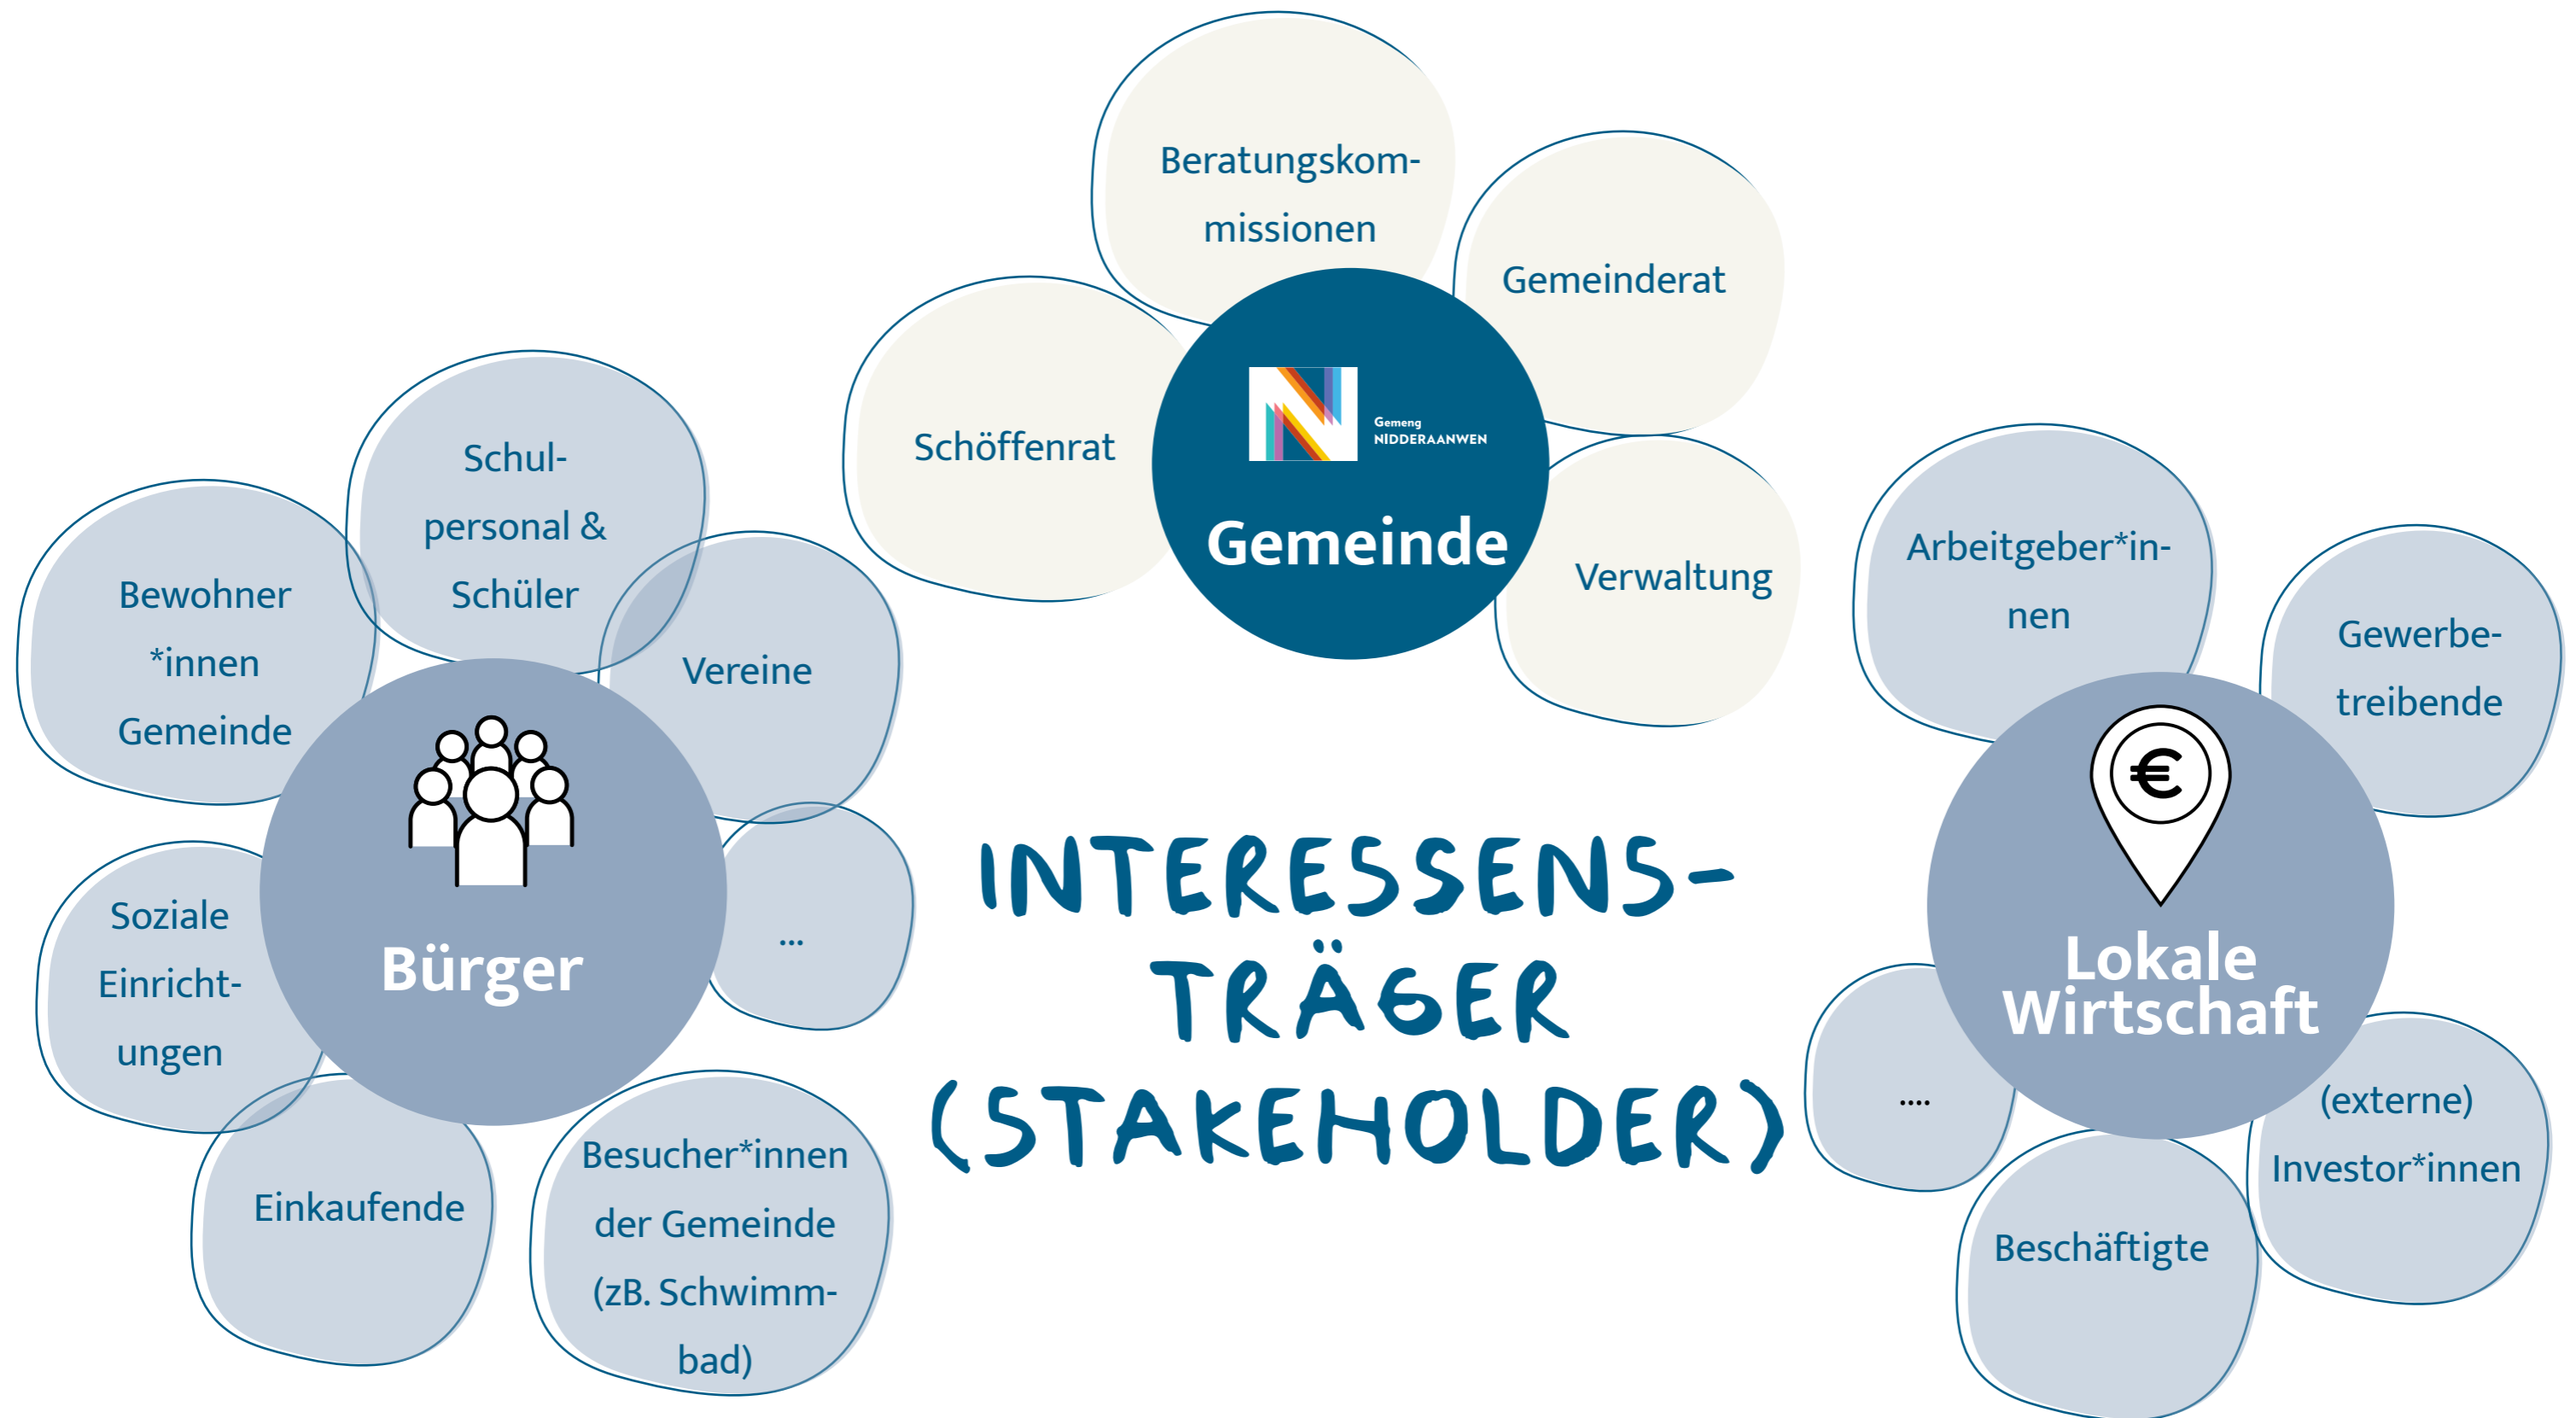 Beratungskom-
missionen
Gemeinderat
Schöffenrat
Gemeng
NIDDERAANWEN
Gemeinde
Verwaltung
Schul-
personal &
Schüler
Bewohner
*innen
Gemeinde
Vereine
Bürger
...
Soziale
Einricht-
ungen
Einkaufende
Besucher*innen
der Gemeinde
(zB. Schwimm-
bad)
INTERESSENS-
TRÄGER
(STAKEHOLDER)
Arbeitgeber*in-
nen
Gewerbe-
treibende
€
Lokale
Wirtschaft
....
(externe)
Investor*innen
Beschäftigte